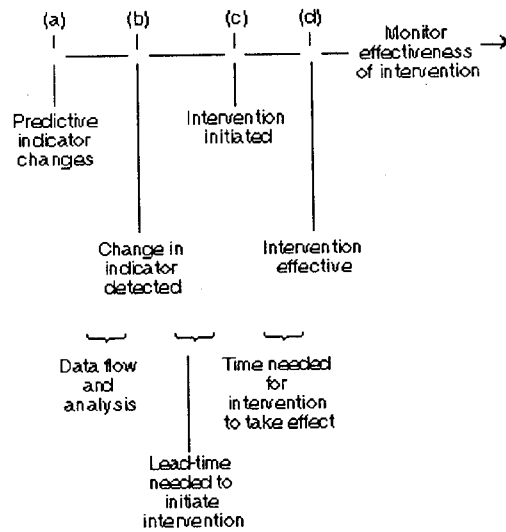 (a) (b) (c) (d)
Monitor
effectiveness
of intervention
Predictive
indicator
changes
Intervention
initiated
Change in
indicator
detected
Intervention
effective
Data flow
and
analysis
Time needed
for
intervention
to take effect
Lead-time
needed to
initiate
intervention